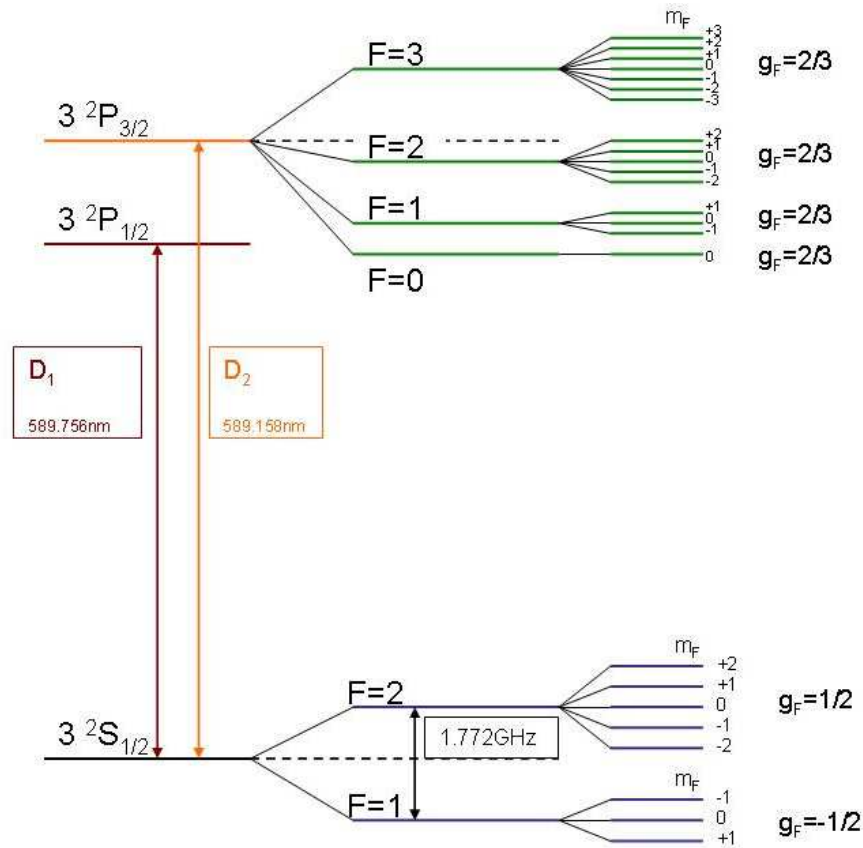 m_F
F=3
+3
+2
+1
0
-1
-2
-3
g_F=2/3
3 ²P_3/2
F=2
+2
+1
0
-1
-2
g_F=2/3
3 ²P_1/2
F=1
+1
0
-1
g_F=2/3
F=0
0
g_F=2/3
D₁
589.756nm
D₂
589.158nm
m_F
F=2
+2
+1
0
-1
-2
g_F=1/2
3 ²S_1/2
1.772GHz
m_F
F=1
-1
0
+1
g_F=-1/2